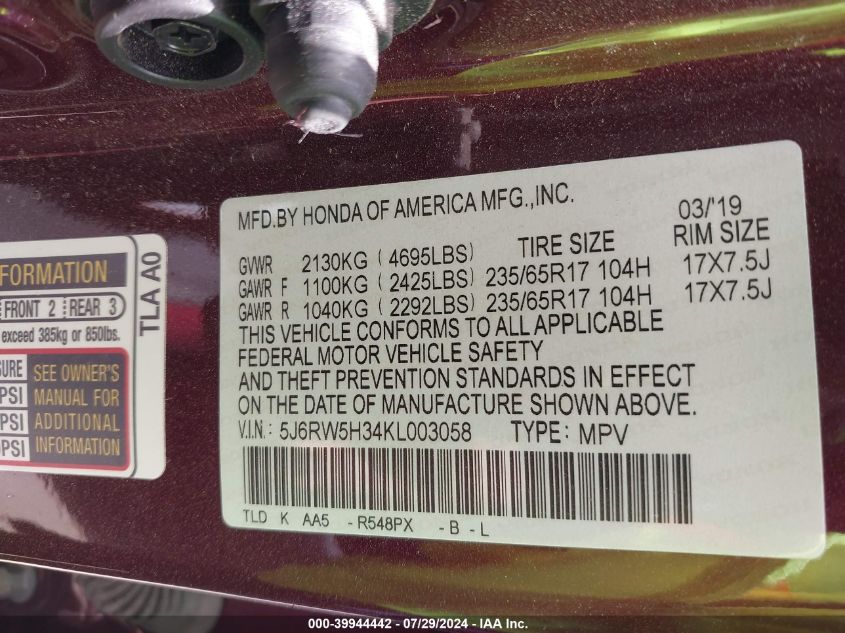 MFD.BY HONDA OF AMERICA MFG.,INC. 03/'19
GVWR 2130KG ( 4695LBS) TIRE SIZE RIM SIZE
GAWR F 1100KG ( 2425LBS) 235/65R17 104H 17X7.5J
GAWR R 1040KG ( 2292LBS) 235/65R17 104H 17X7.5J
THIS VEHICLE CONFORMS TO ALL APPLICABLE
FEDERAL MOTOR VEHICLE SAFETY
AND THEFT PREVENTION STANDARDS IN EFFECT
ON THE DATE OF MANUFACTURE SHOWN ABOVE.
V.I.N: 5J6RW5H34KL003058 TYPE: MPV
TLD K AA5 - R548PX - B - L
FORMATION
FRONT 2 REAR 3
exceed 385kg or 850lbs.
SURE
PSI
PSI
0PSI
SEE OWNER'S
MANUAL FOR
ADDITIONAL
INFORMATION
TLA A0
000-39944442 - 07/29/2024 - IAA Inc.